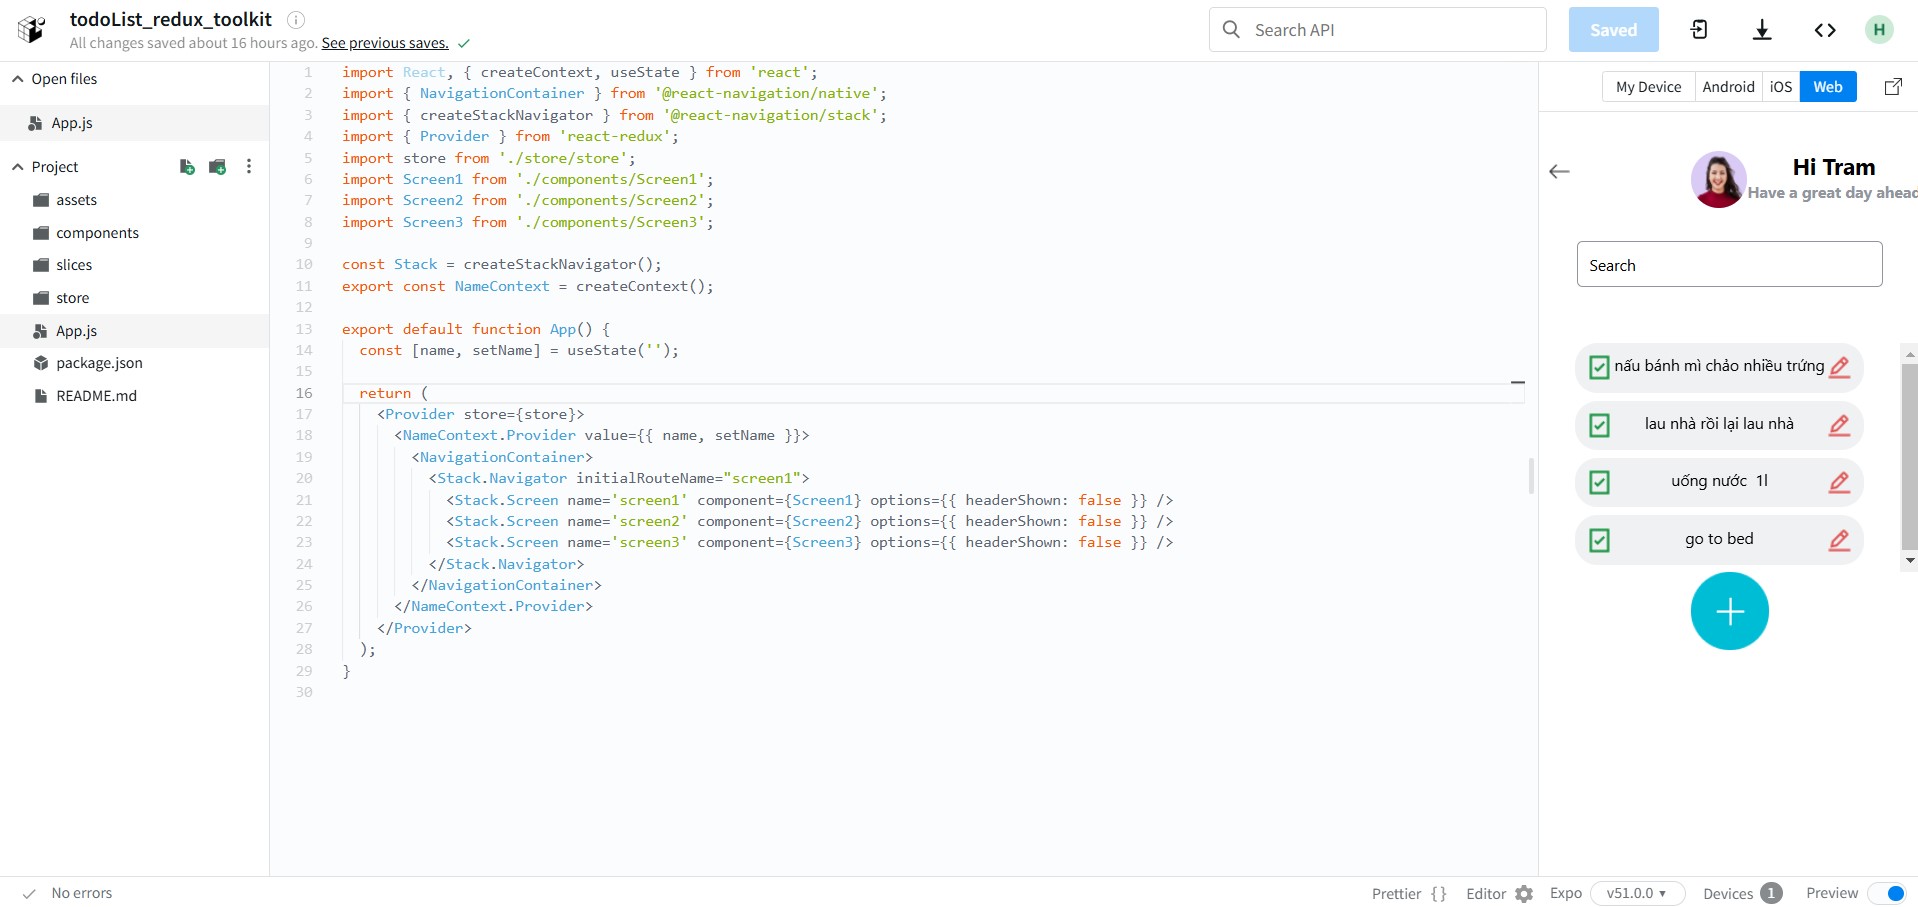 todoList_redux_toolkit
All changes saved about 16 hours ago. See previous saves.
Search API
Saved
H
Open files
App.js
Project
assets
components
slices
store
App.js
package.json
README.md
1 import React, { createContext, useState } from 'react';
2 import { NavigationContainer } from '@react-navigation/native';
3 import { createStackNavigator } from '@react-navigation/stack';
4 import { Provider } from 'react-redux';
5 import store from './store/store';
6 import Screen1 from './components/Screen1';
7 import Screen2 from './components/Screen2';
8 import Screen3 from './components/Screen3';
9
10 const Stack = createStackNavigator();
11 export const NameContext = createContext();
12
13 export default function App() {
14   const [name, setName] = useState('');
15
16   return (
17     <Provider store={store}>
18       <NameContext.Provider value={{ name, setName }}>
19         <NavigationContainer>
20           <Stack.Navigator initialRouteName="screen1">
21             <Stack.Screen name='screen1' component={Screen1} options={{ headerShown: false }} />
22             <Stack.Screen name='screen2' component={Screen2} options={{ headerShown: false }} />
23             <Stack.Screen name='screen3' component={Screen3} options={{ headerShown: false }} />
24           </Stack.Navigator>
25         </NavigationContainer>
26       </NameContext.Provider>
27     </Provider>
28   );
29 }
30
My Device Android iOS Web
Hi Tram
Have a great day ahead
Search
nấu bánh mì chảo nhiều trứng
lau nhà rồi lại lau nhà
uống nước  1l
go to bed
No errors
Prettier {} Editor Expo v51.0.0 Devices 1 Preview